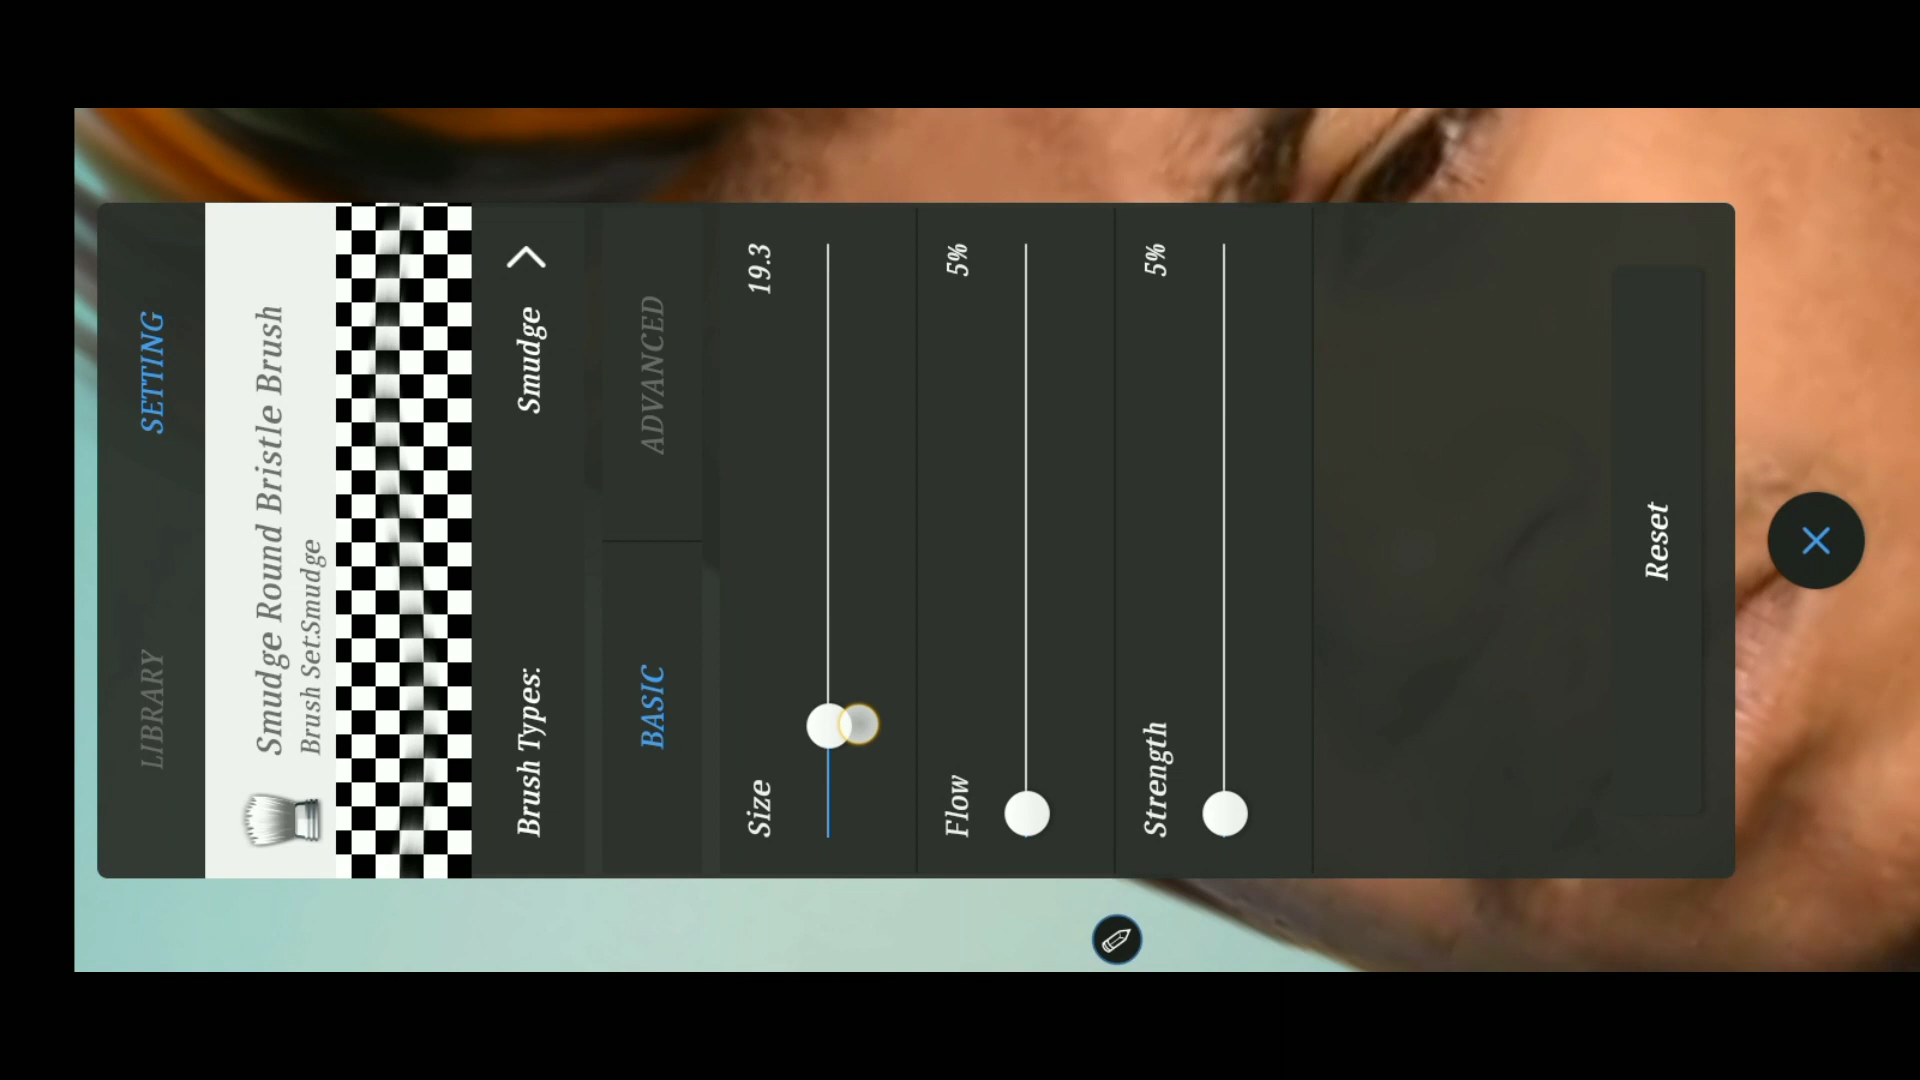 LIBRARY SETTING
Smudge Round Bristle Brush
Brush Set:Smudge
Brush Types: Smudge
BASIC ADVANCED
Size 19.3
Flow 5%
Strength 5%
Reset